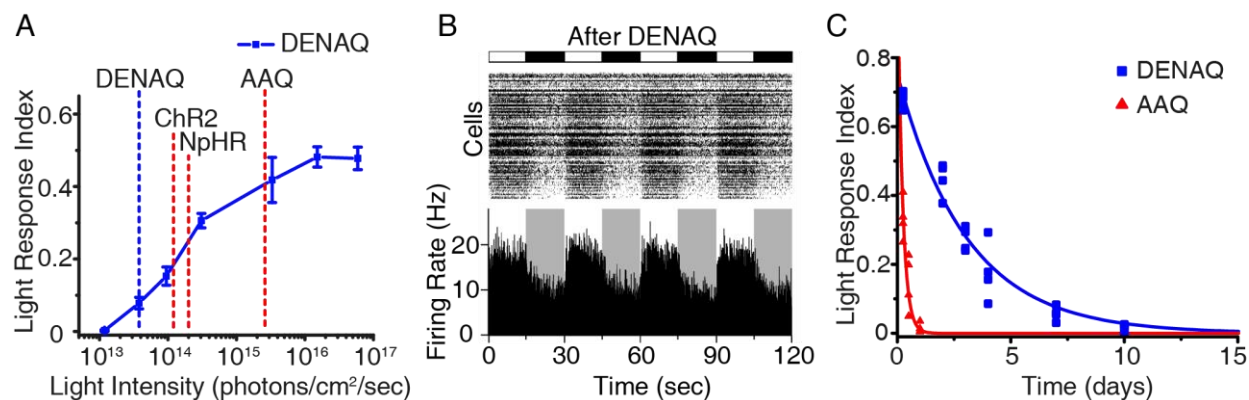 A
DENAQ
DENAQ
AAQ
ChR2
NpHR
0.6
0.4
0.2
0
Light Response Index
10¹³ 10¹⁴ 10¹⁵ 10¹⁶ 10¹⁷
Light Intensity (photons/cm²/sec)
B
After DENAQ
Cells
Firing Rate (Hz)
20
10
0
0 30 60 90 120
Time (sec)
C
DENAQ
AAQ
0.8
0.6
0.4
0.2
0
Light Response Index
0 5 10 15
Time (days)